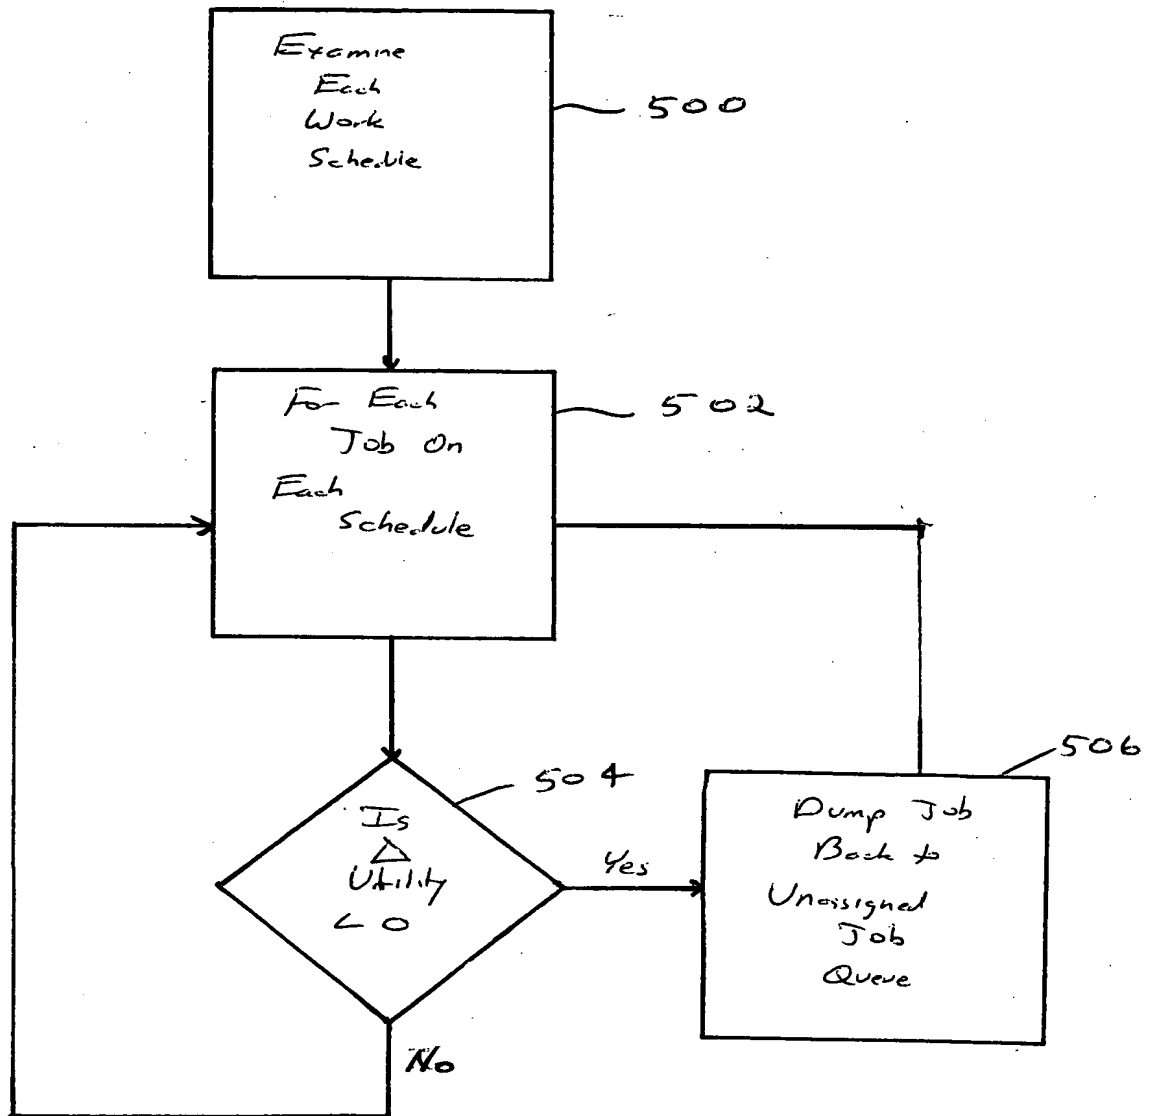 Examine
Each
Work
Schedule
500
For Each
Job On
Each
Schedule
502
Is
Δ
Utility
< 0
504
Yes
No
Dump Job
Back to
Unassigned
Job
Queue
506